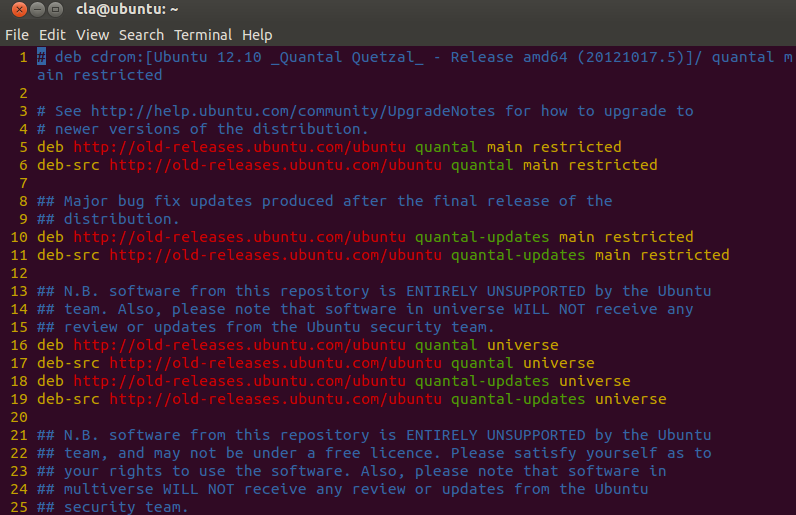 cla@ubuntu: ~
File Edit View Search Terminal Help
1 # deb cdrom:[Ubuntu 12.10 _Quantal Quetzal_ - Release amd64 (20121017.5)]/ quantal m
ain restricted
2
3 # See http://help.ubuntu.com/community/UpgradeNotes for how to upgrade to
4 # newer versions of the distribution.
5 deb http://old-releases.ubuntu.com/ubuntu quantal main restricted
6 deb-src http://old-releases.ubuntu.com/ubuntu quantal main restricted
7
8 ## Major bug fix updates produced after the final release of the
9 ## distribution.
10 deb http://old-releases.ubuntu.com/ubuntu quantal-updates main restricted
11 deb-src http://old-releases.ubuntu.com/ubuntu quantal-updates main restricted
12
13 ## N.B. software from this repository is ENTIRELY UNSUPPORTED by the Ubuntu
14 ## team. Also, please note that software in universe WILL NOT receive any
15 ## review or updates from the Ubuntu security team.
16 deb http://old-releases.ubuntu.com/ubuntu quantal universe
17 deb-src http://old-releases.ubuntu.com/ubuntu quantal universe
18 deb http://old-releases.ubuntu.com/ubuntu quantal-updates universe
19 deb-src http://old-releases.ubuntu.com/ubuntu quantal-updates universe
20
21 ## N.B. software from this repository is ENTIRELY UNSUPPORTED by the Ubuntu
22 ## team, and may not be under a free licence. Please satisfy yourself as to
23 ## your rights to use the software. Also, please note that software in
24 ## multiverse WILL NOT receive any review or updates from the Ubuntu
25 ## security team.